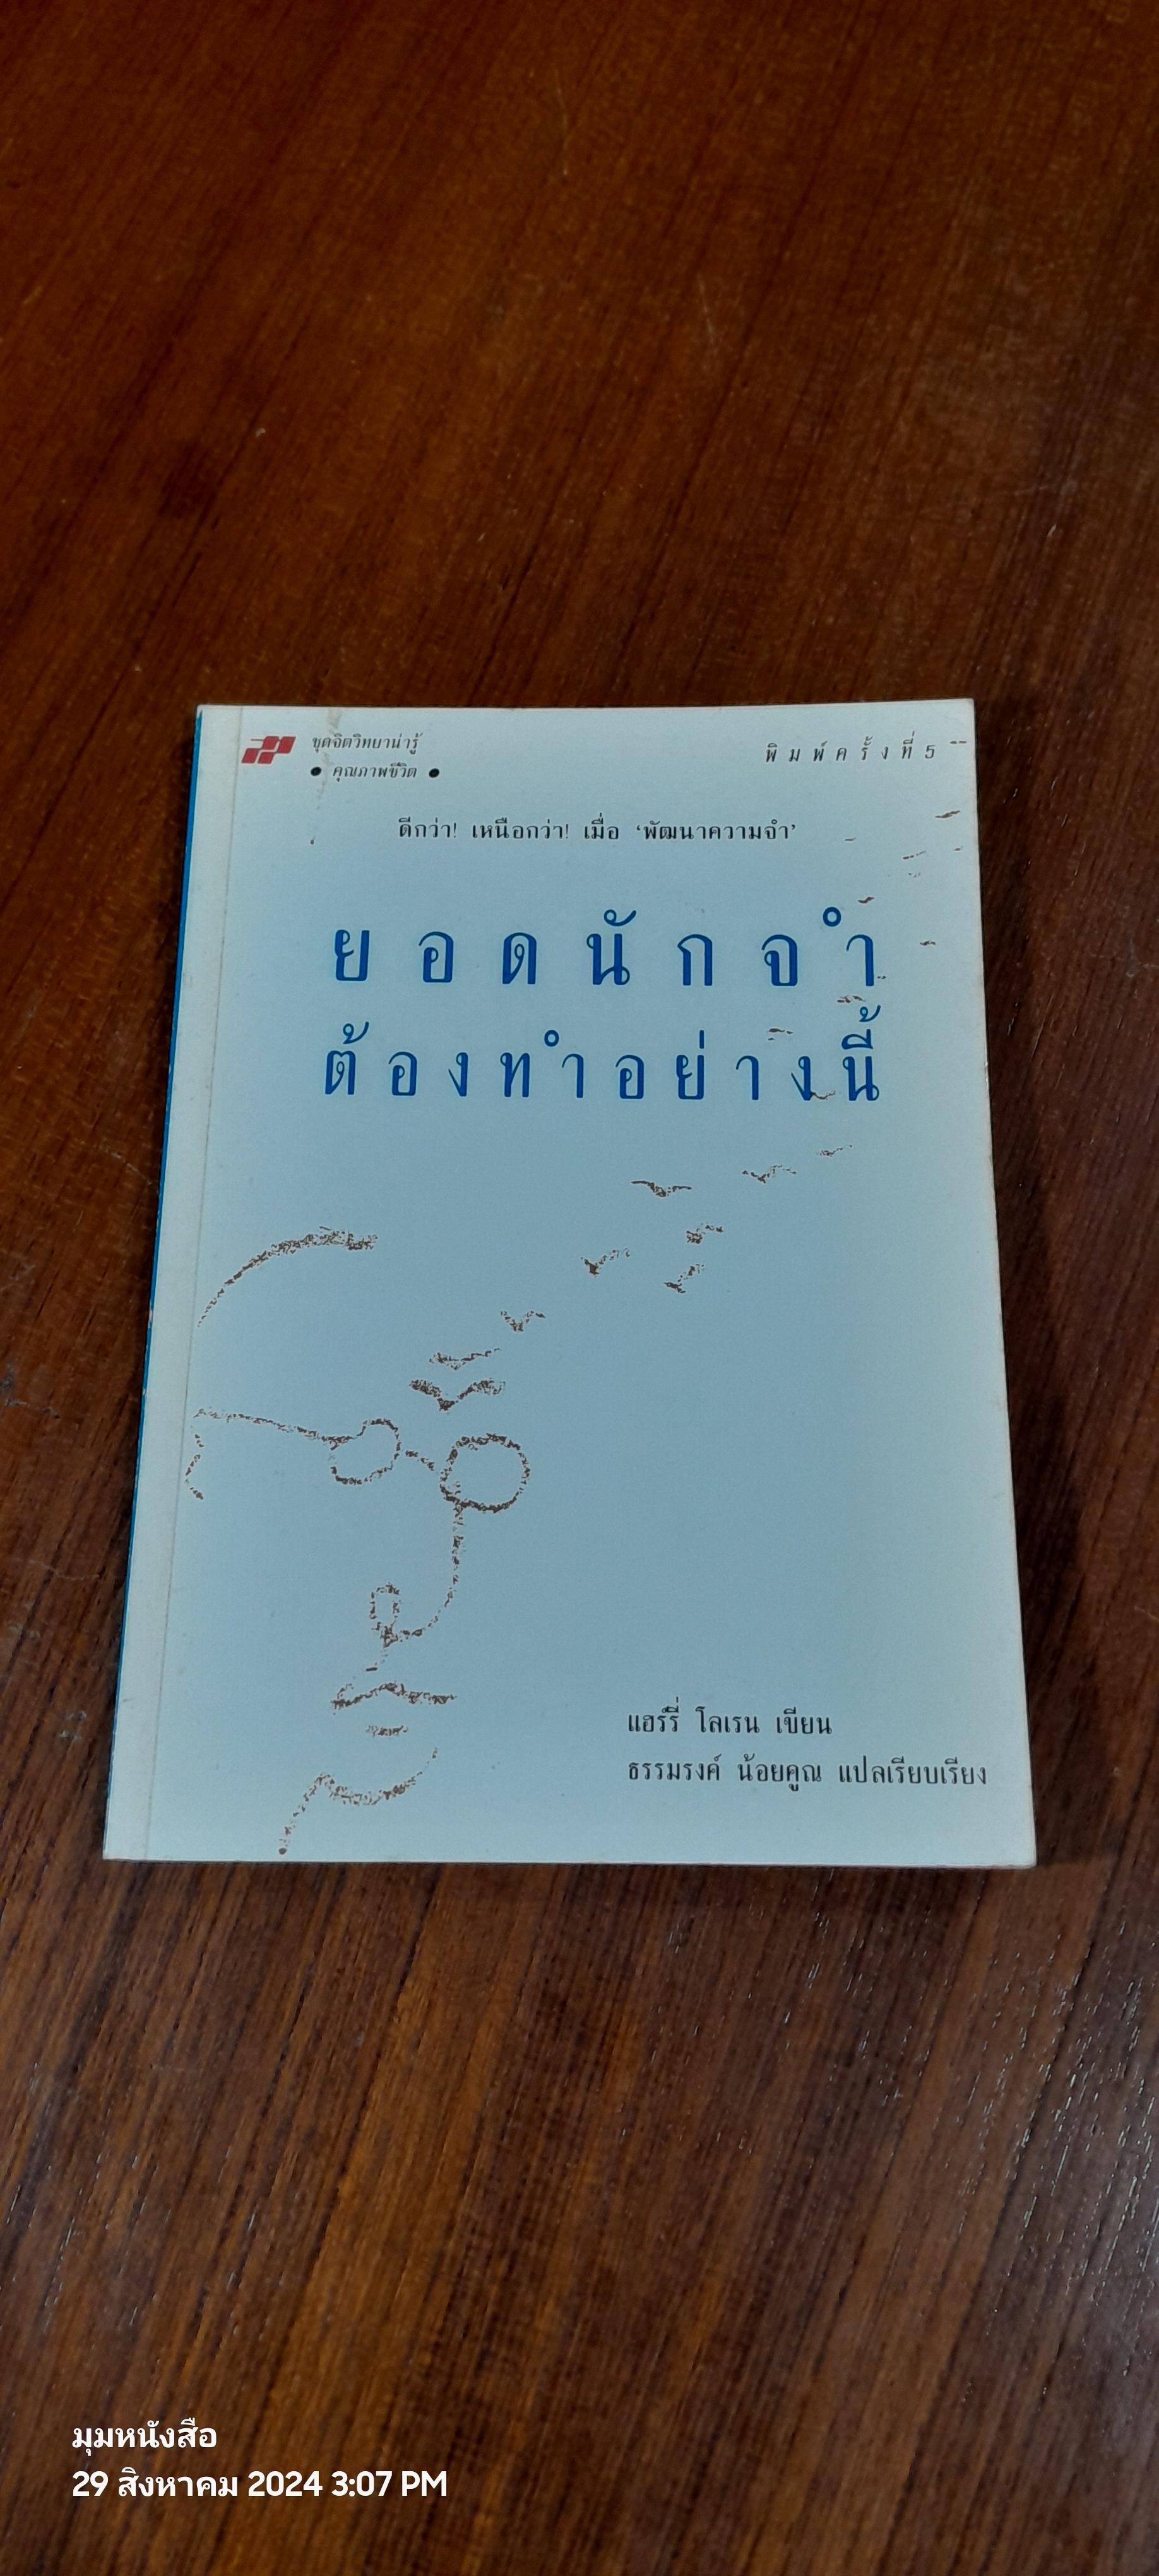 ชุดจิตวิทยาน่ารู้
• คุณภาพชีวิต •
พิมพ์ครั้งที่ 5
ดีกว่า! เหนือกว่า! เมื่อ ‘พัฒนาความจำ’
ยอดนักจำ
ต้องทำอย่างนี้
แฮร์รี่ โลเรน เขียน
ธรรมรงค์ น้อยคูณ แปลเรียบเรียง
มุมหนังสือ
29 สิงหาคม 2024 3:07 PM